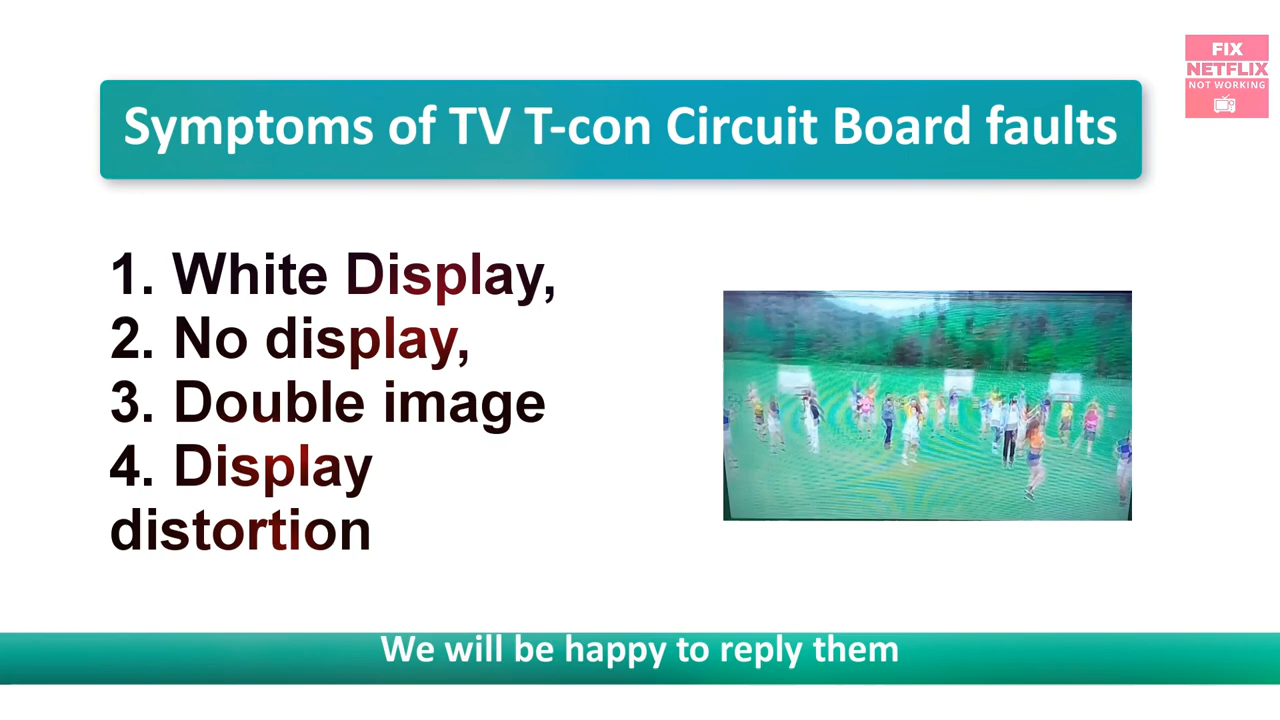 FIX
NETFLIX
NOT WORKING
Symptoms of TV T-con Circuit Board faults
1. White Display,
2. No display,
3. Double image
4. Display
distortion
We will be happy to reply them